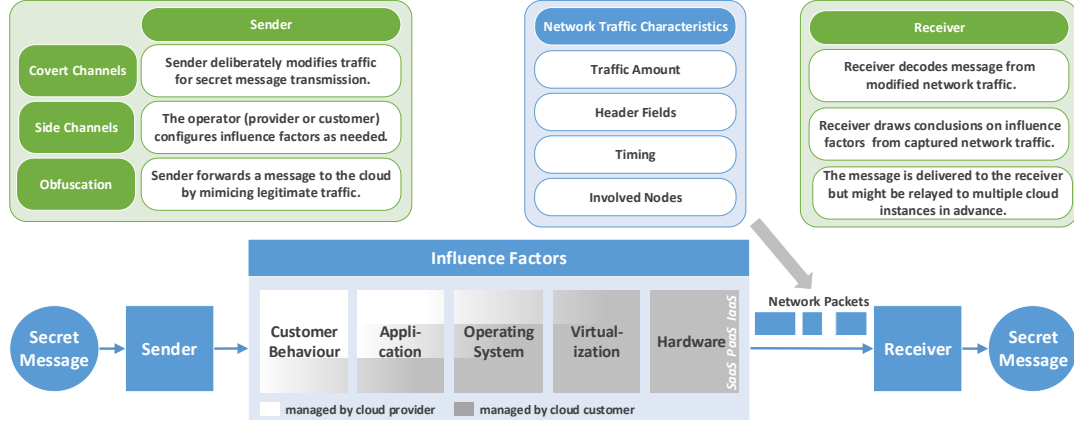 Sender
Covert Channels
Sender deliberately modifies traffic
for secret message transmission.
Side Channels
The operator (provider or customer)
configures influence factors as needed.
Obfuscation
Sender forwards a message to the cloud
by mimicing legitimate traffic.
Network Traffic Characteristics
Traffic Amount
Header Fields
Timing
Involved Nodes
Receiver
Receiver decodes message from
modified network traffic.
Receiver draws conclusions on influence
factors from captured network traffic.
The message is delivered to the receiver
but might be relayed to multiple cloud
instances in advance.
Influence Factors
Secret
Message
Sender
Customer
Behaviour
Appli-
cation
Operating
System
Virtual-
ization
Hardware
SaaS PaaS IaaS
managed by cloud provider
managed by cloud customer
Network Packets
Receiver
Secret
Message